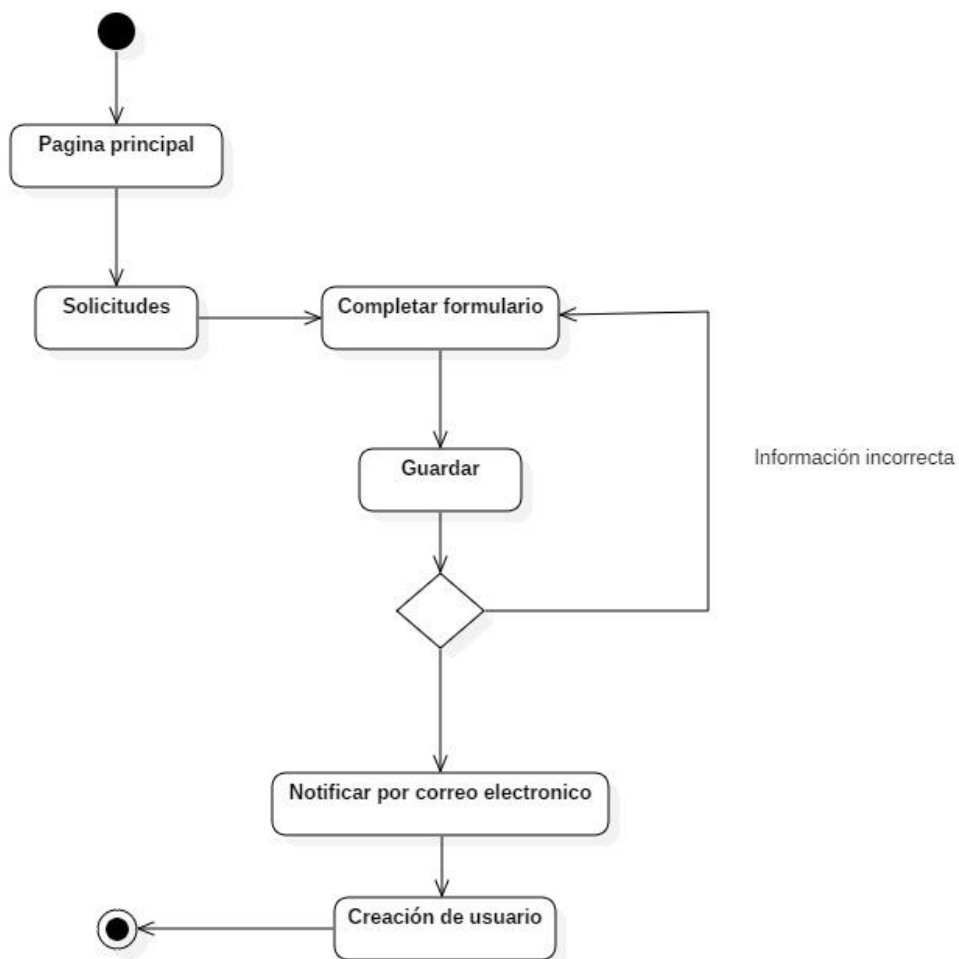 Pagina principal
Solicitudes
Completar formulario
Guardar
Información incorrecta
Notificar por correo electronico
Creación de usuario